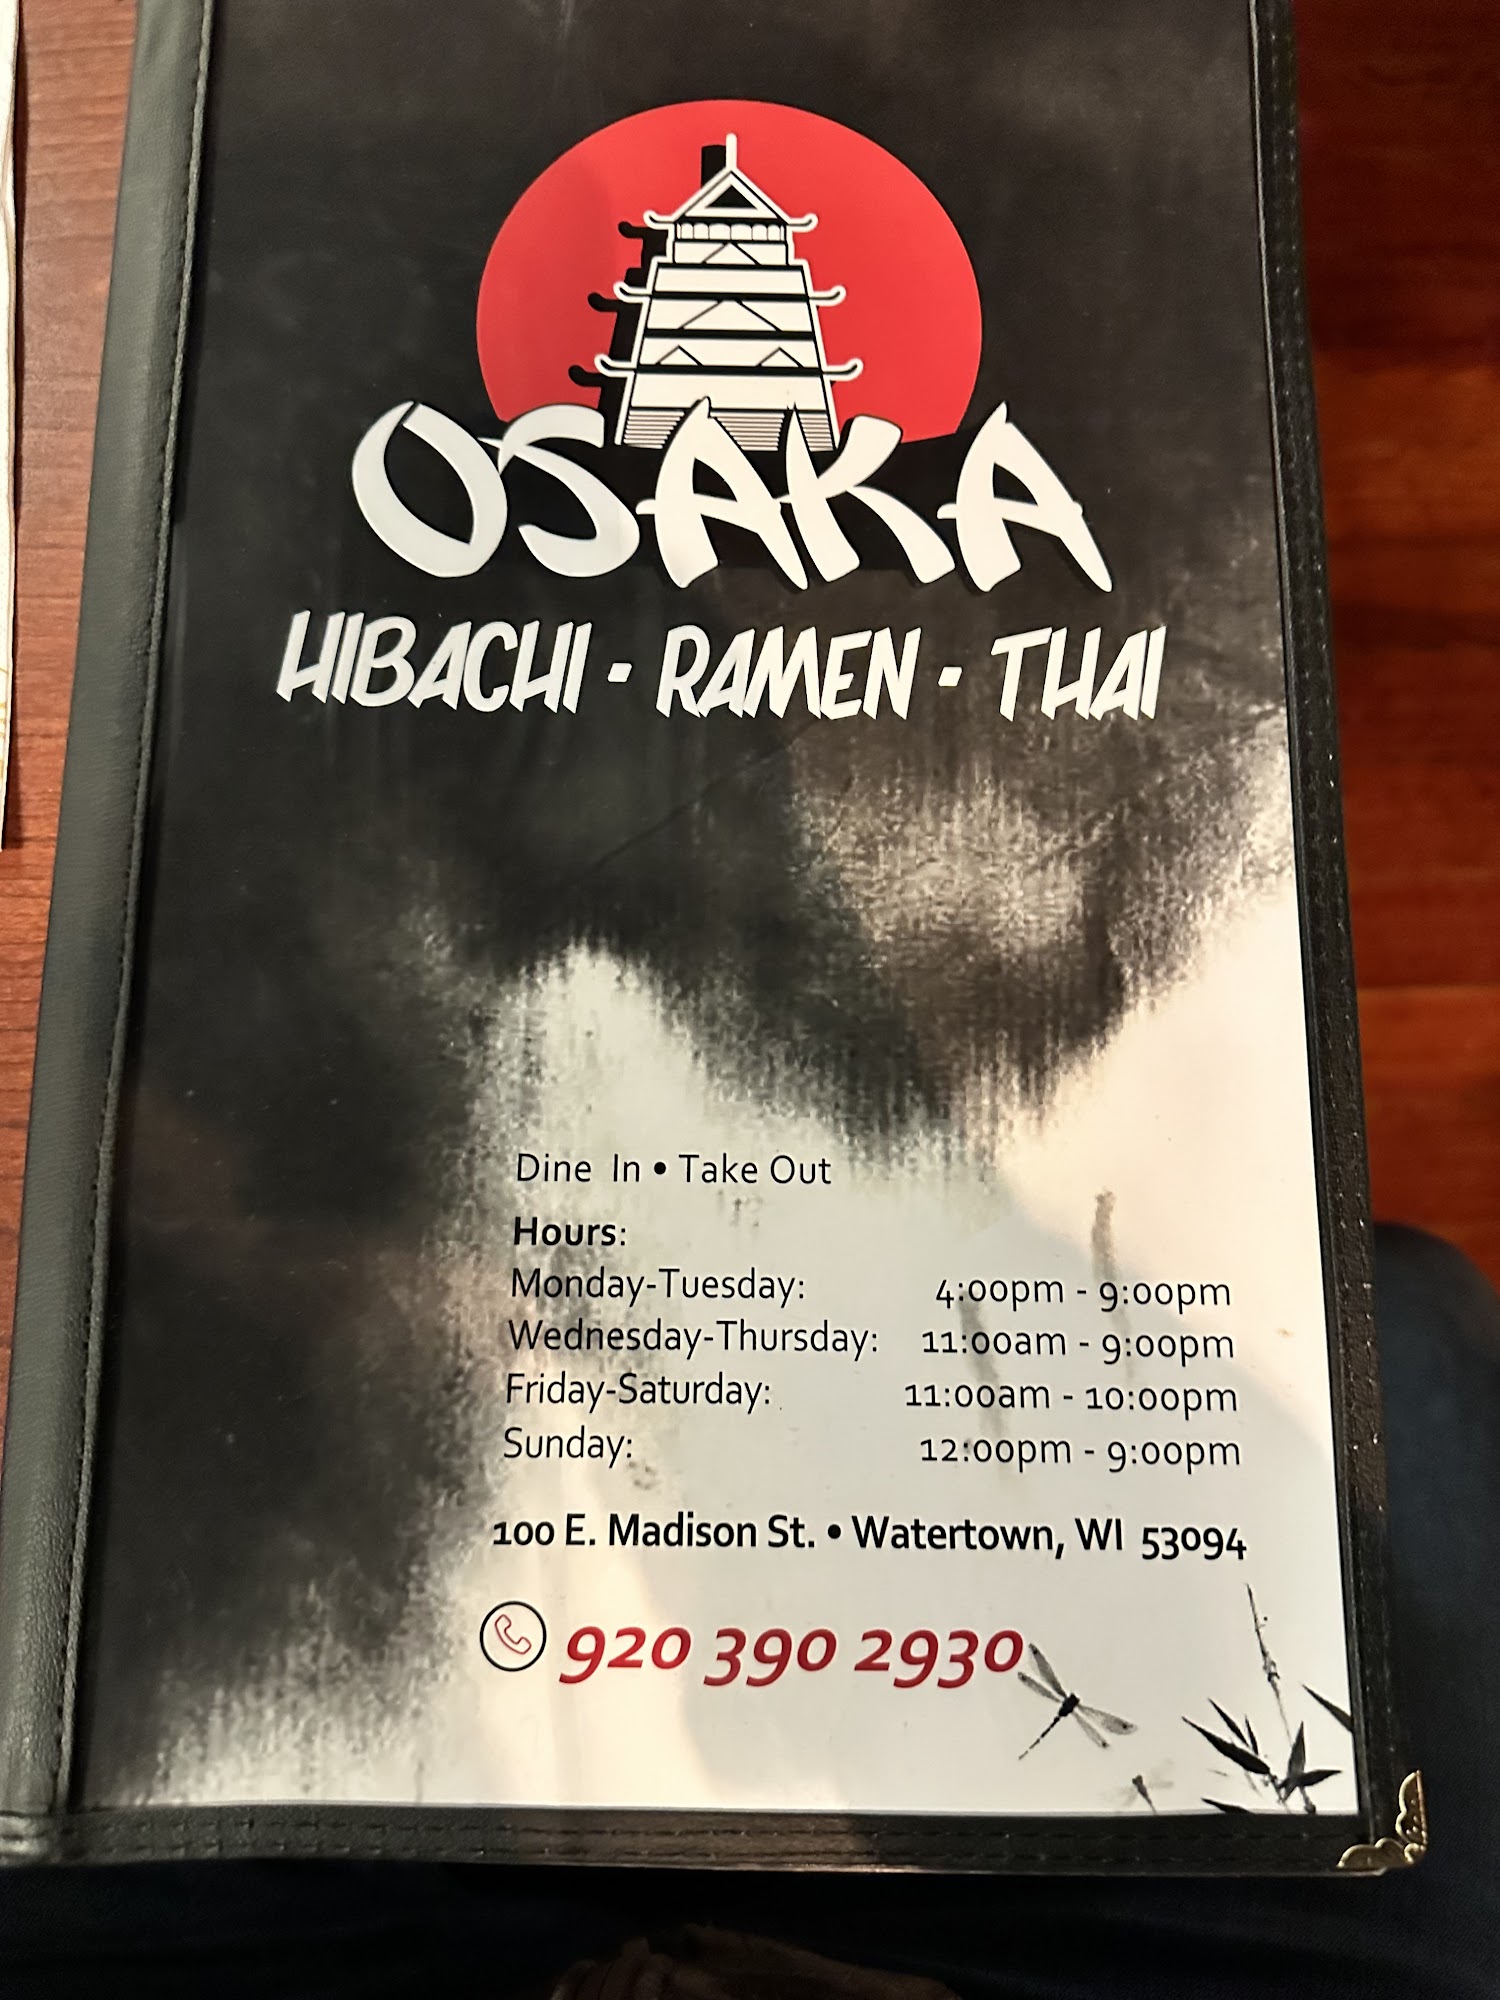 OSAKA
HIBACHI • RAMEN • THAI
Dine In • Take Out
Hours:
Monday-Tuesday: 4:00pm - 9:00pm
Wednesday-Thursday: 11:00am - 9:00pm
Friday-Saturday: 11:00am - 10:00pm
Sunday: 12:00pm - 9:00pm
100 E. Madison St. • Watertown, WI 53094
920 390 2930